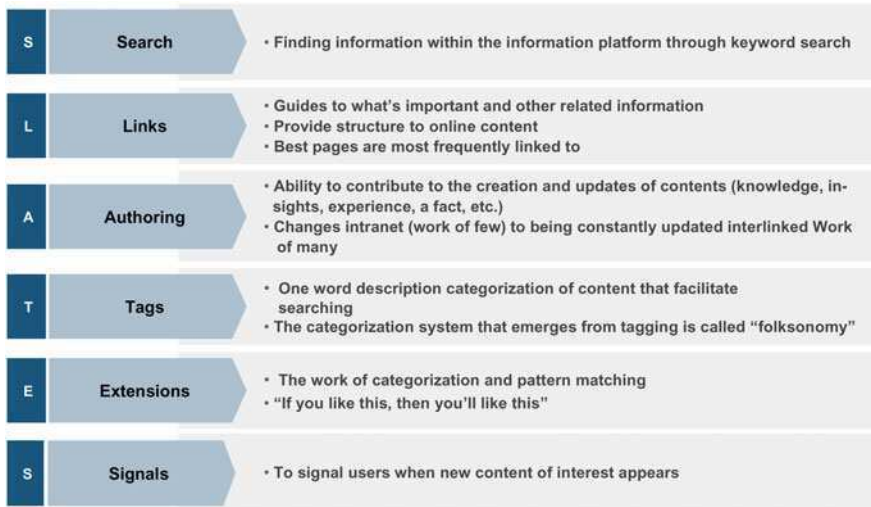 S Search • Finding information within the information platform through keyword search
L Links • Guides to what's important and other related information
• Provide structure to online content
• Best pages are most frequently linked to
A Authoring • Ability to contribute to the creation and updates of contents (knowledge, in-
sights, experience, a fact, etc.)
• Changes intranet (work of few) to being constantly updated interlinked Work
of many
T Tags • One word description categorization of content that facilitate
searching
• The categorization system that emerges from tagging is called “folksonomy”
E Extensions • The work of categorization and pattern matching
• “If you like this, then you’ll like this”
S Signals • To signal users when new content of interest appears